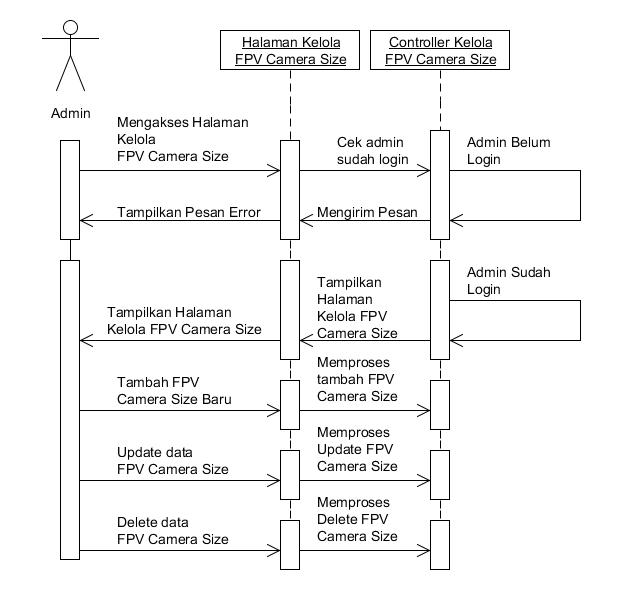 Halaman Kelola
FPV Camera Size
Controller Kelola
FPV Camera Size
Admin
Mengakses Halaman
Kelola
FPV Camera Size
Cek admin
sudah login
Admin Belum
Login
Tampilkan Pesan Error
Mengirim Pesan
Admin Sudah
Login
Tampilkan
Halaman
Kelola FPV
Camera Size
Tampilkan Halaman
Kelola FPV Camera Size
Tambah FPV
Camera Size Baru
Memproses
tambah FPV
Camera Size
Update data
FPV Camera Size
Memproses
Update FPV
Camera Size
Delete data
FPV Camera Size
Memproses
Delete FPV
Camera Size